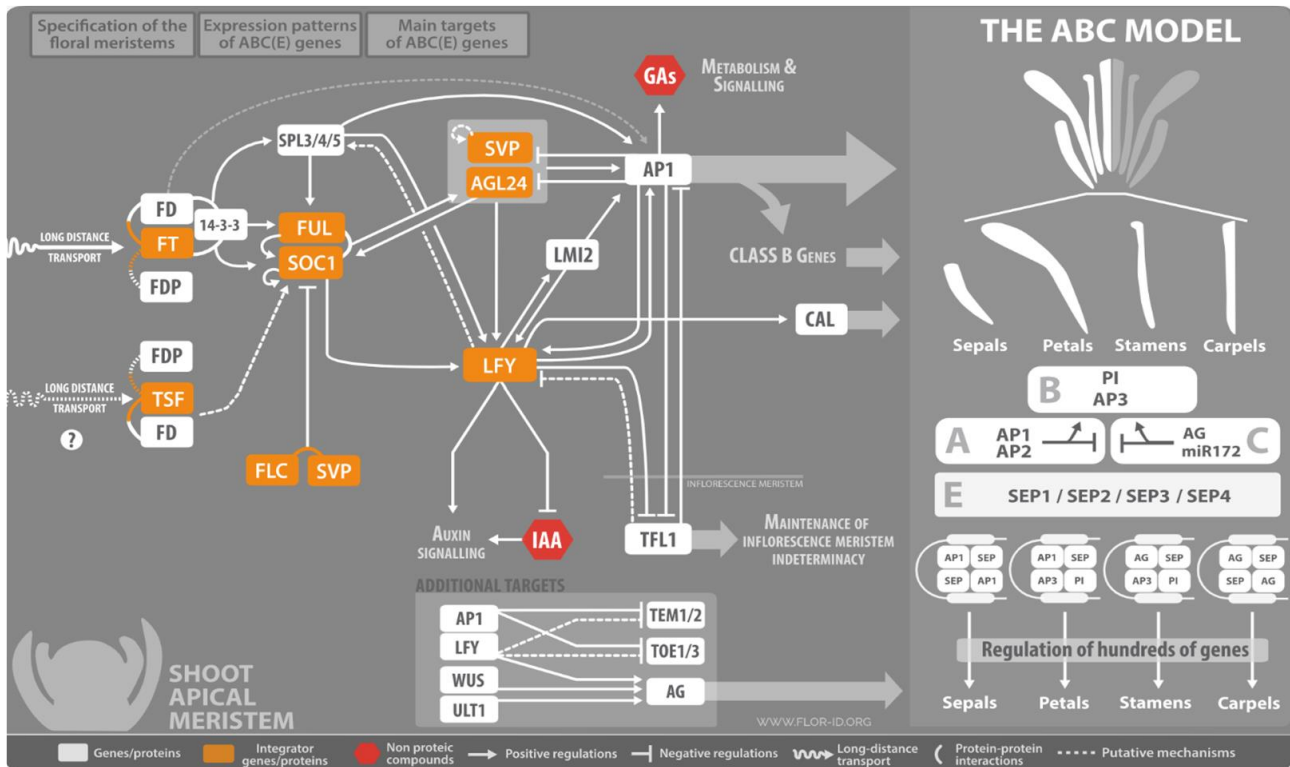 Specification of the
floral meristems
Expression patterns
of ABC(E) genes
Main targets
of ABC(E) genes
THE ABC MODEL
GAs
METABOLISM &
SIGNALLING
SPL3/4/5
SVP
AGL24
AP1
FD
14-3-3
FUL
LONG DISTANCE
TRANSPORT
FT
SOC1
FDP
LMI2
CLASS B GENES
CAL
Sepals
Petals
Stamens
Carpels
FDP
LFY
LONG DISTANCE
TRANSPORT
TSF
?
FD
B
PI
AP3
A
AP1
AP2
AG
miR172
C
FLC
SVP
INFLORESCENCE MERISTEM
E
SEP1 / SEP2 / SEP3 / SEP4
AUXIN
SIGNALLING
IAA
TFL1
MAINTENANCE OF
INFLORESCENCE MERISTEM
INDETERMINACY
AP1 SEP
SEP AP1
AP1 SEP
AP3 PI
AG SEP
AP3 PI
AG SEP
SEP AG
ADDITIONAL TARGETS
AP1
LFY
WUS
ULT1
TEM1/2
TOE1/3
AG
Regulation of hundreds of genes
Sepals
Petals
Stamens
Carpels
SHOOT
APICAL
MERISTEM
WWW.FLOR-ID.ORG
Genes/proteins
Integrator
genes/proteins
Non proteic
compounds
Positive regulations
Negative regulations
Long-distance
transport
Protein-protein
interactions
Putative mechanisms